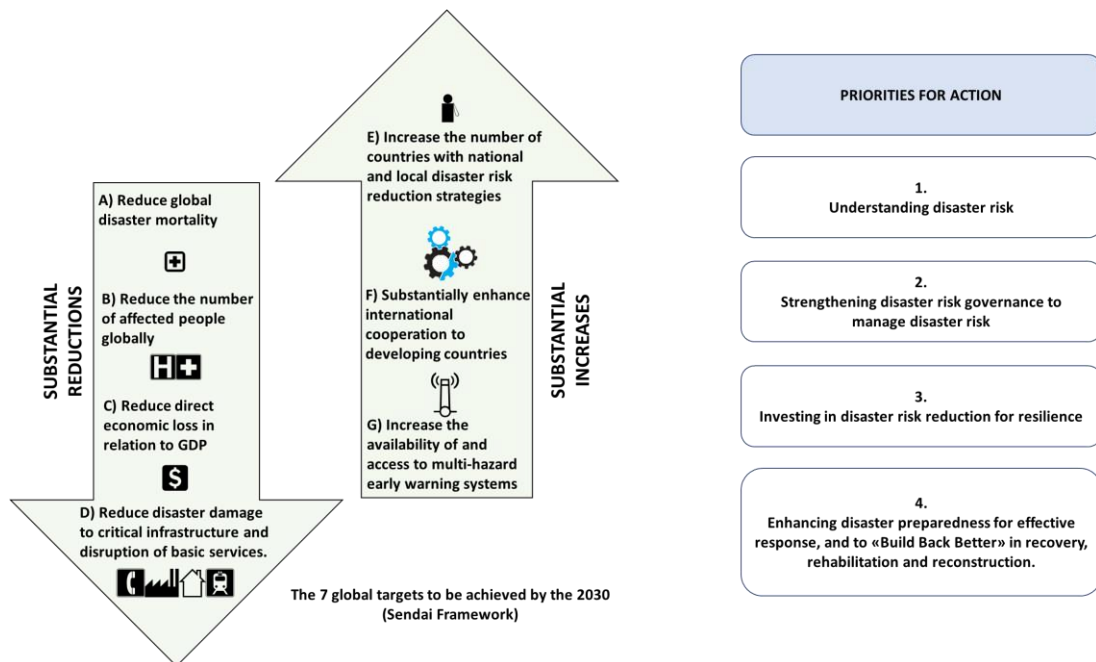 SUBSTANTIAL
REDUCTIONS
A) Reduce global
disaster mortality
B) Reduce the number
of affected people
globally
H
C) Reduce direct
economic loss in
relation to GDP
$
D) Reduce disaster damage
to critical infrastructure and
disruption of basic services.
E) Increase the number of
countries with national
and local disaster risk
reduction strategies
F) Substantially enhance
international
cooperation to
developing countries
G) Increase the
availability of and
access to multi-hazard
early warning systems
SUBSTANTIAL
INCREASES
The 7 global targets to be achieved by the 2030
(Sendai Framework)
PRIORITIES FOR ACTION
1.
Understanding disaster risk
2.
Strengthening disaster risk governance to
manage disaster risk
3.
Investing in disaster risk reduction for resilience
4.
Enhancing disaster preparedness for effective
response, and to «Build Back Better» in recovery,
rehabilitation and reconstruction.